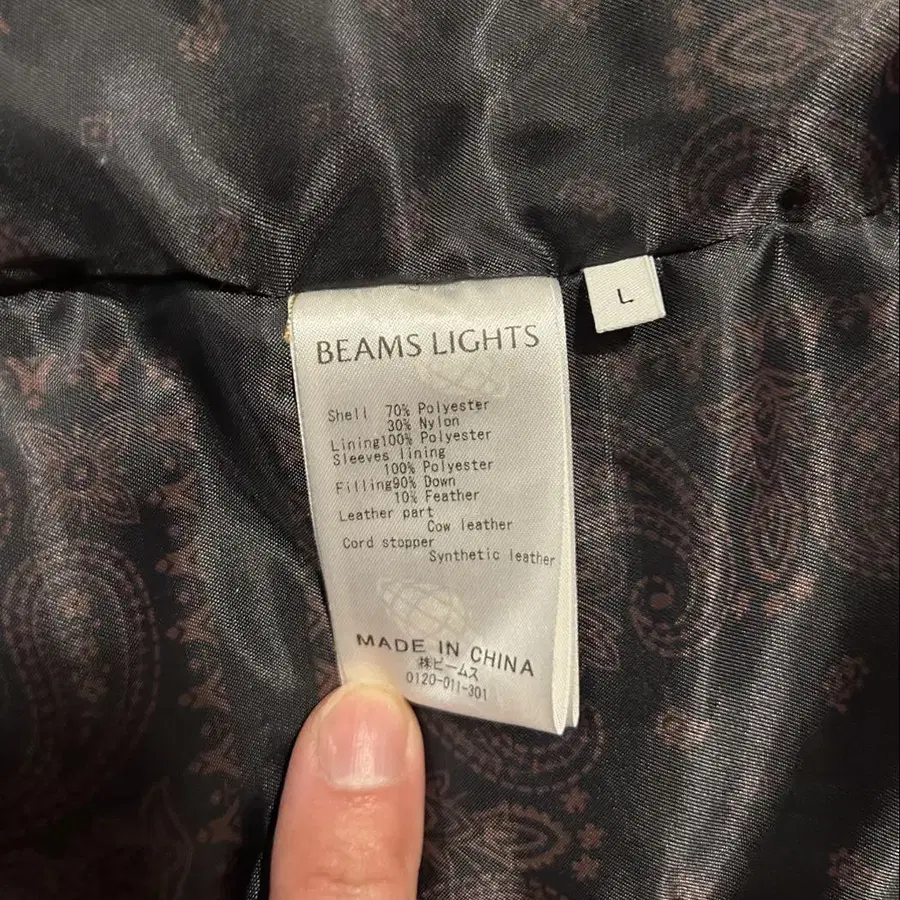 BEAMS LIGHTS
L
Shell 70% Polyester
30% Nylon
Lining100% Polyester
Sleeves lining
100% Polyester
Filling90% Down
10% Feather
Leather part
Cow leather
Cord stopper
Synthetic leather
MADE IN CHINA
㈱ビームス
0120-011-301